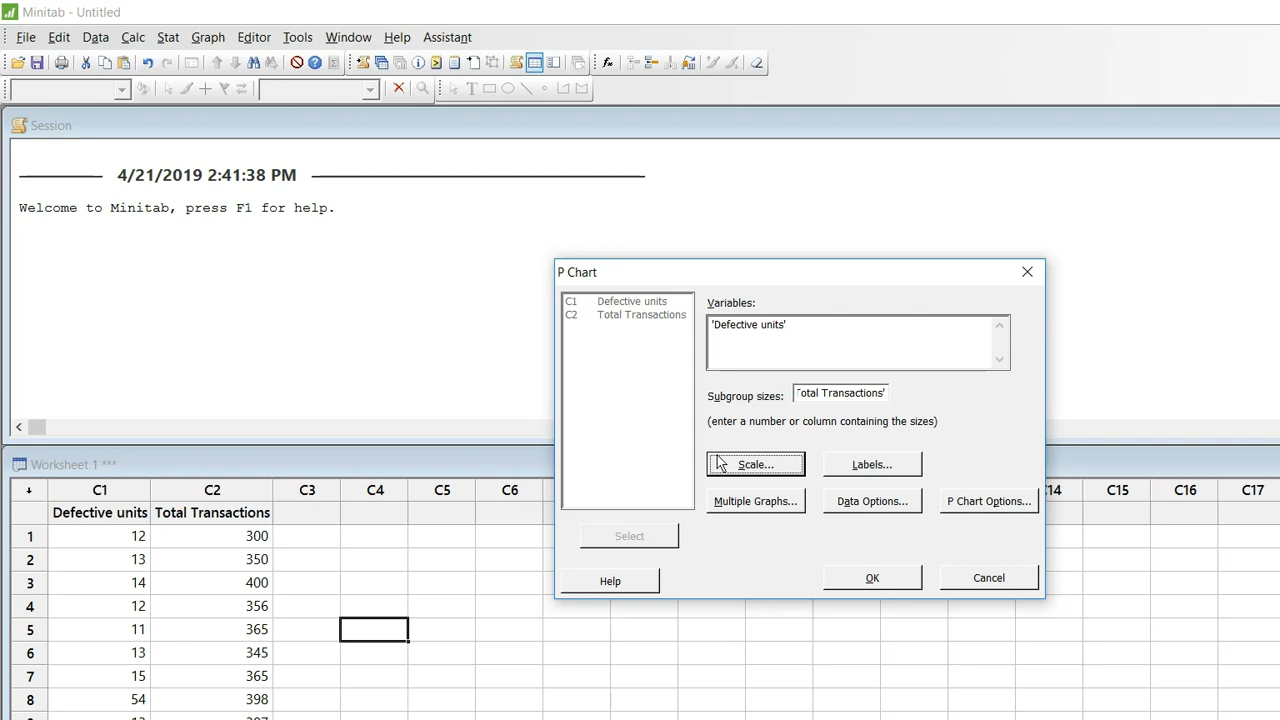 Minitab - Untitled
File Edit Data Calc Stat Graph Editor Tools Window Help Assistant
Session
4/21/2019 2:41:38 PM
Welcome to Minitab, press F1 for help.
P Chart
C1 Defective units
C2 Total Transactions
Variables:
'Defective units'
Subgroup sizes: Total Transactions'
(enter a number or column containing the sizes)
Scale... Labels...
Multiple Graphs... Data Options... P Chart Options...
Select
Help OK Cancel
Worksheet 1 ***
C1 C2 C3 C4 C5 C6 C14 C15 C16 C17
Defective units Total Transactions
1 12 300
2 13 350
3 14 400
4 12 356
5 11 365
6 13 345
7 15 365
8 54 398